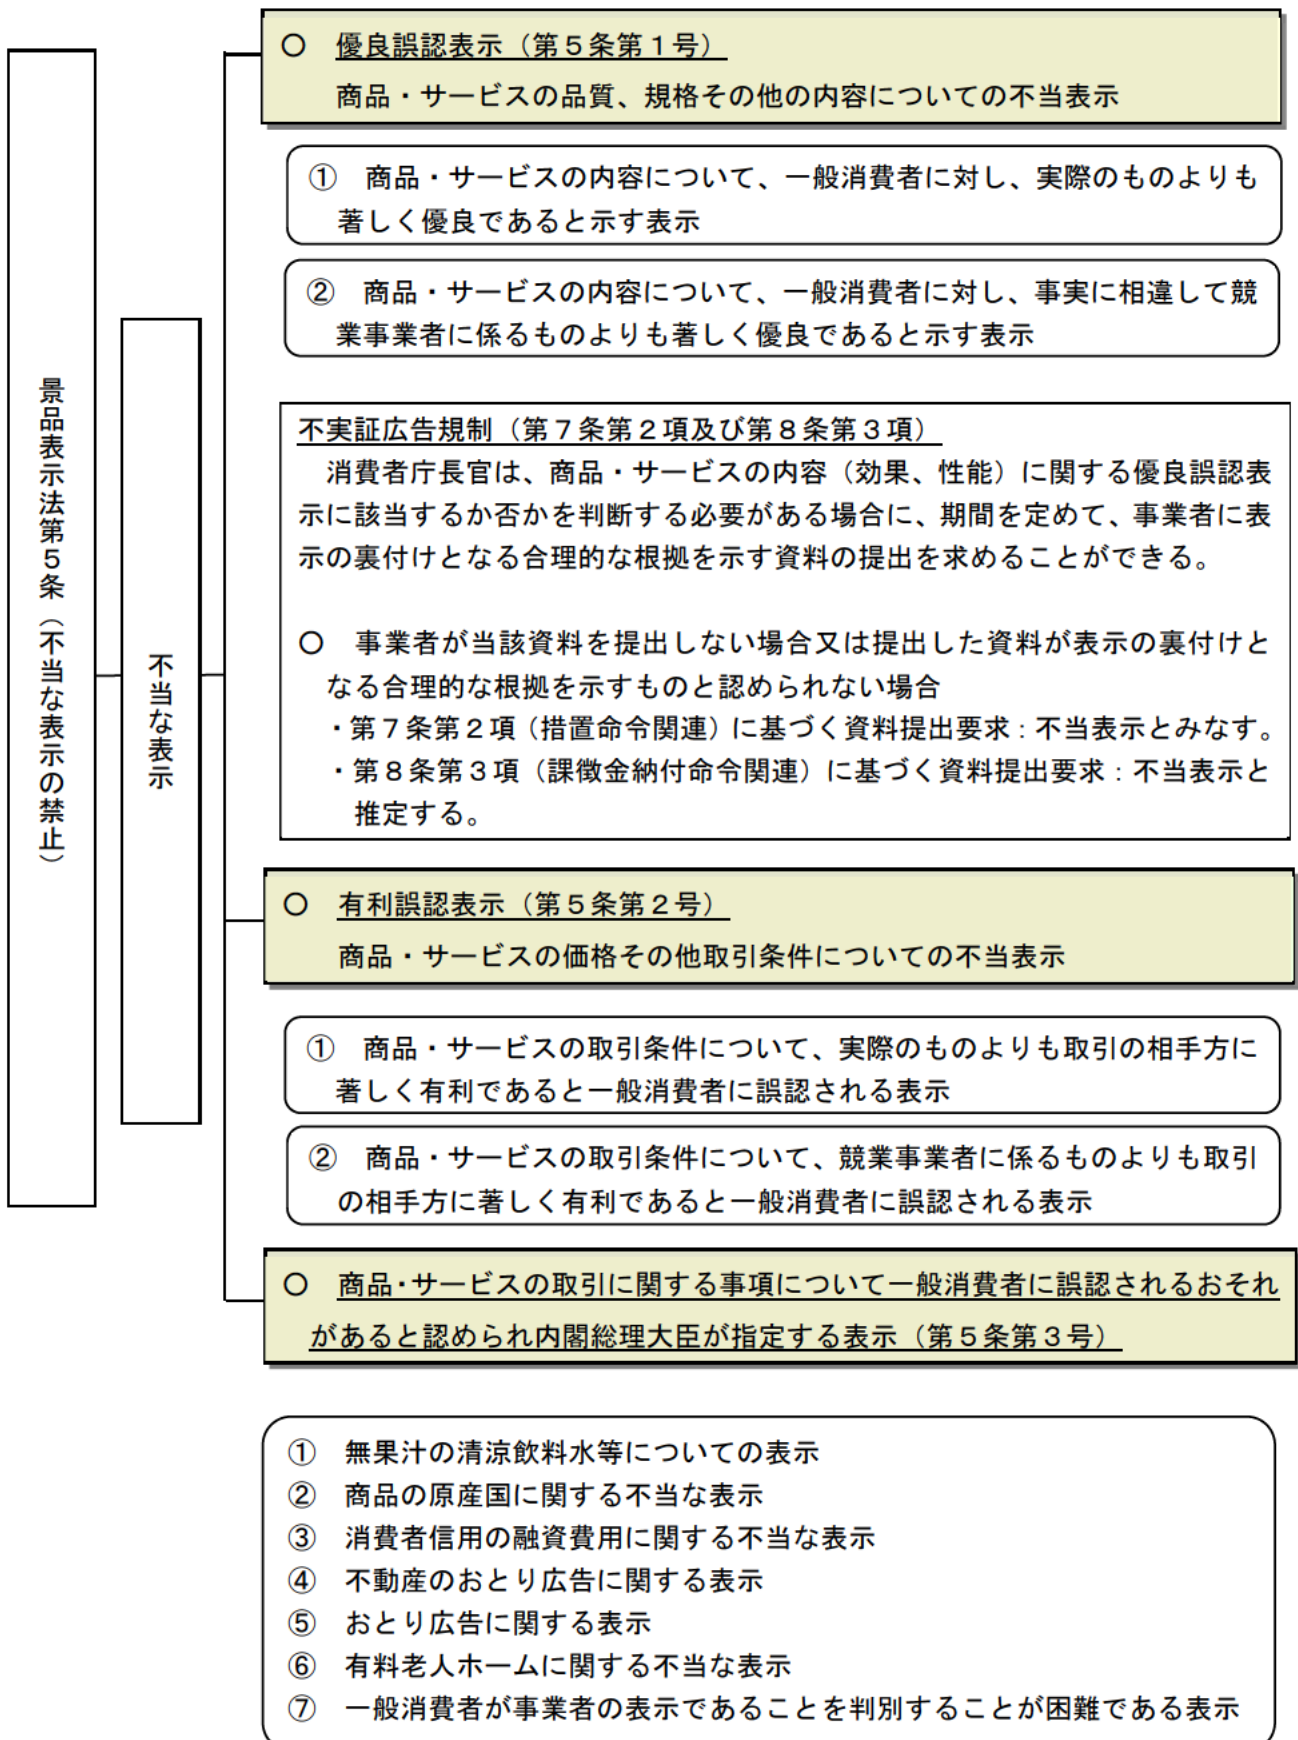 景品表示法第５条（不当な表示の禁止）
不当な表示
○　優良誤認表示（第５条第１号）
商品・サービスの品質、規格その他の内容についての不当表示
①　商品・サービスの内容について、一般消費者に対し、実際のものよりも
著しく優良であると示す表示
②　商品・サービスの内容について、一般消費者に対し、事実に相違して競
業事業者に係るものよりも著しく優良であると示す表示
不実証広告規制（第７条第２項及び第８条第３項）
消費者庁長官は、商品・サービスの内容（効果、性能）に関する優良誤認表
示に該当するか否かを判断する必要がある場合に、期間を定めて、事業者に表
示の裏付けとなる合理的な根拠を示す資料の提出を求めることができる。
○　事業者が当該資料を提出しない場合又は提出した資料が表示の裏付けと
なる合理的な根拠を示すものと認められない場合
・第７条第２項（措置命令関連）に基づく資料提出要求：不当表示とみなす。
・第８条第３項（課徴金納付命令関連）に基づく資料提出要求：不当表示と
推定する。
○　有利誤認表示（第５条第２号）
商品・サービスの価格その他取引条件についての不当表示
①　商品・サービスの取引条件について、実際のものよりも取引の相手方に
著しく有利であると一般消費者に誤認される表示
②　商品・サービスの取引条件について、競業事業者に係るものよりも取引
の相手方に著しく有利であると一般消費者に誤認される表示
○　商品・サービスの取引に関する事項について一般消費者に誤認されるおそれ
があると認められ内閣総理大臣が指定する表示（第５条第３号）
①　無果汁の清涼飲料水等についての表示
②　商品の原産国に関する不当な表示
③　消費者信用の融資費用に関する不当な表示
④　不動産のおとり広告に関する表示
⑤　おとり広告に関する表示
⑥　有料老人ホームに関する不当な表示
⑦　一般消費者が事業者の表示であることを判別することが困難である表示